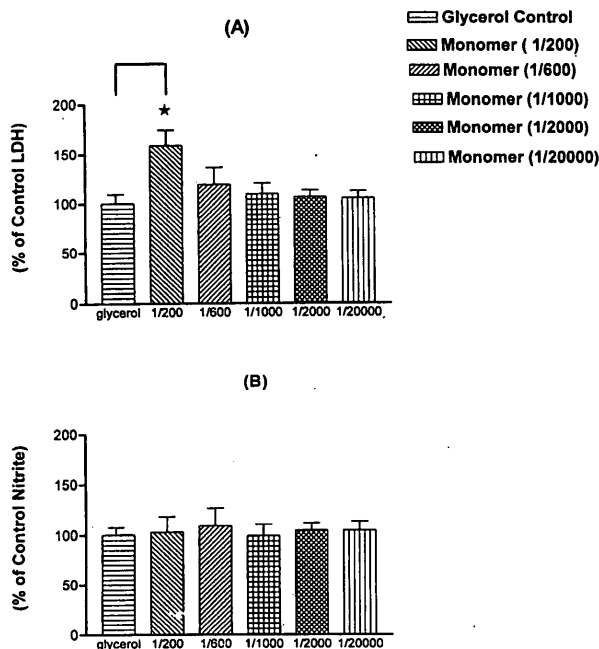 (A)
Glycerol Control
Monomer ( 1/200)
Monomer (1/600)
Monomer (1/1000)
Monomer (1/2000)
Monomer (1/20000)
(% of Control LDH)
200
150
100
50
0
★
glycerol 1/200 1/600 1/1000 1/2000 1/20000
(B)
(% of Control Nitrite)
200
150
100
50
0
glycerol 1/200 1/600 1/1000 1/2000 1/20000